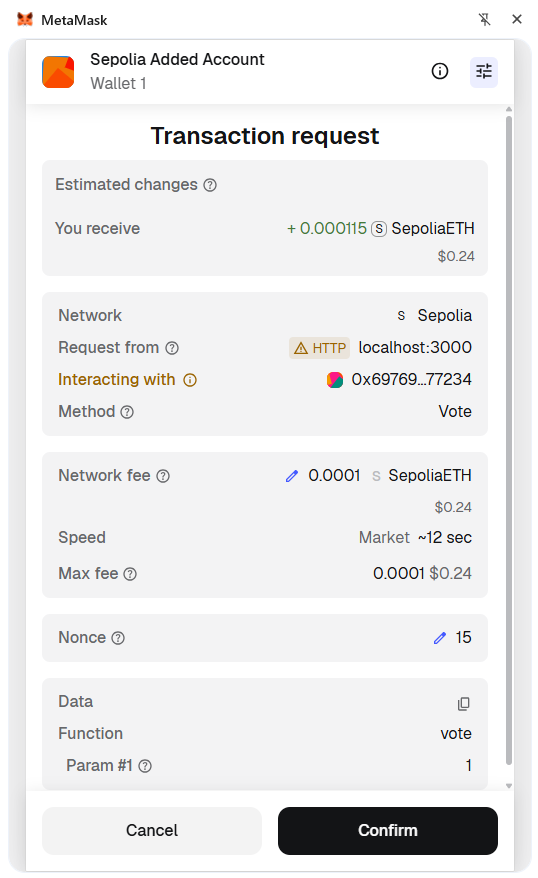 MetaMask
Sepolia Added Account
Wallet 1
Transaction request
Estimated changes
You receive + 0.000115 S SepoliaETH
$0.24
Network S Sepolia
Request from HTTP localhost:3000
Interacting with 0x69769...77234
Method Vote
Network fee 0.0001 S SepoliaETH
$0.24
Speed Market ~12 sec
Max fee 0.0001 $0.24
Nonce 15
Data
Function vote
Param #1 1
Cancel Confirm